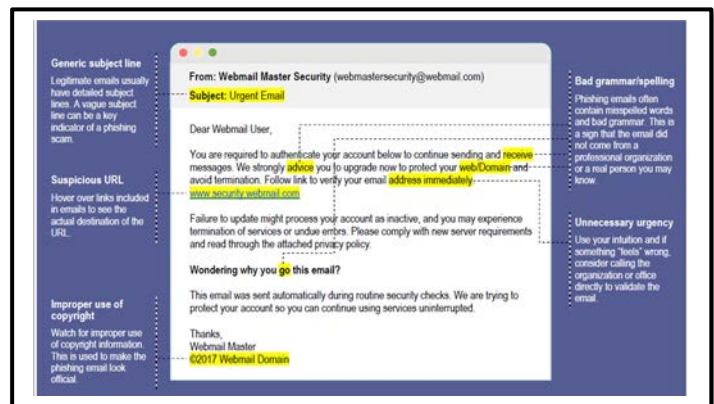 Generic subject line
Legitimate emails usually
have detailed subject
lines. A vague subject
line can be a key
indicator of a phishing
scam.
Suspicious URL
Hover over links included
in emails to see the
actual destination of the
URL.
Improper use of
copyright
Watch for improper use
of copyright information.
This is used to make the
phishing email look
official.
From: Webmail Master Security (webmastersecurity@webmail.com)
Subject: Urgent Email
Dear Webmail User,
You are required to authenticate your account below to continue sending and receive
messages. We strongly advice you to upgrade now to protect your web/Domain and
avoid termination. Follow link to verify your email address immediately
www.security.webmail.com
Failure to update might process your account as inactive, and you may experience
termination of services or undue errors. Please comply with new server requirements
and read through the attached privacy policy.
Wondering why you go this email?
This email was sent automatically during routine security checks. We are trying to
protect your account so you can continue using services uninterrupted.
Thanks,
Webmail Master
©2017 Webmail Domain
Bad grammar/spelling
Phishing emails often
contain misspelled words
and bad grammar. This is
a sign that the email did
not come from a
professional organization
or a real person you may
know.
Unnecessary urgency
Use your intuition and if
something "feels" wrong,
consider calling the
organization or office
directly to validate the
email.